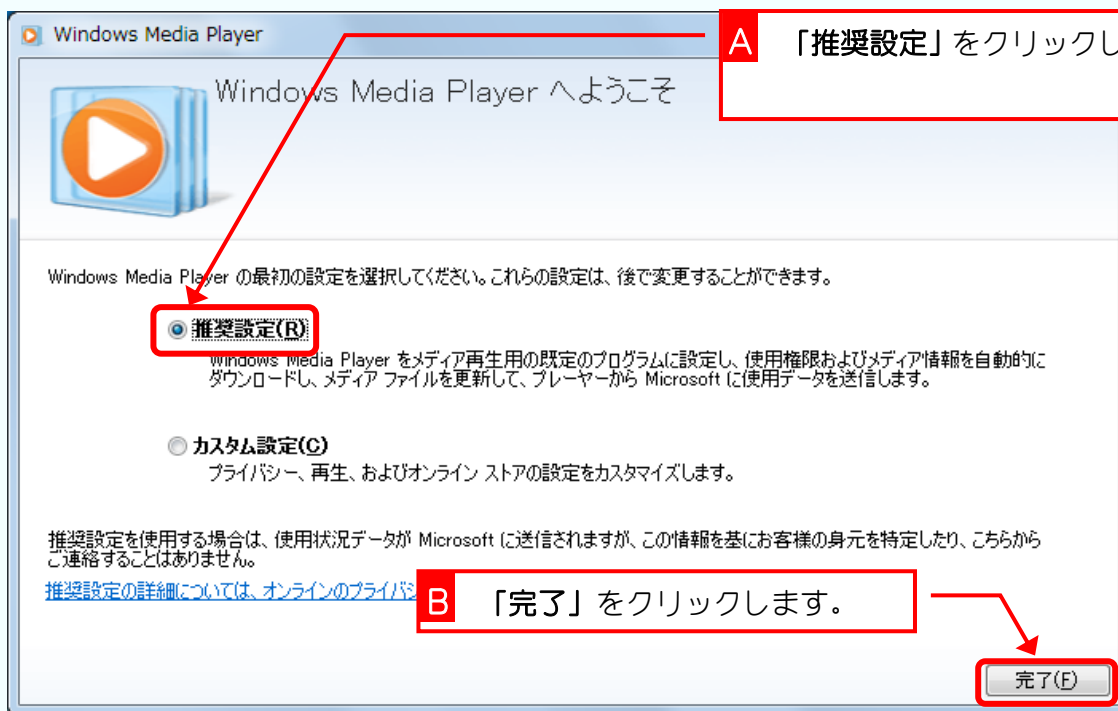 Windows Media Player
A 「推奨設定」をクリックし
Windows Media Player へようこそ
Windows Media Player の最初の設定を選択してください。これらの設定は、後で変更することができます。
推奨設定(R)
Windows Media Player をメディア再生用の既定のプログラムに設定し、使用権限およびメディア情報を自動的に
ダウンロードし、メディア ファイルを更新して、プレーヤーから Microsoft に使用データを送信します。
カスタム設定(C)
プライバシー、再生、およびオンライン ストアの設定をカスタマイズします。
推奨設定を使用する場合は、使用状況データが Microsoft に送信されますが、この情報を基にお客様の身元を特定したり、こちらから
ご連絡することはありません。
推奨設定の詳細については、オンラインのプライバシ
B 「完了」をクリックします。
完了(F)